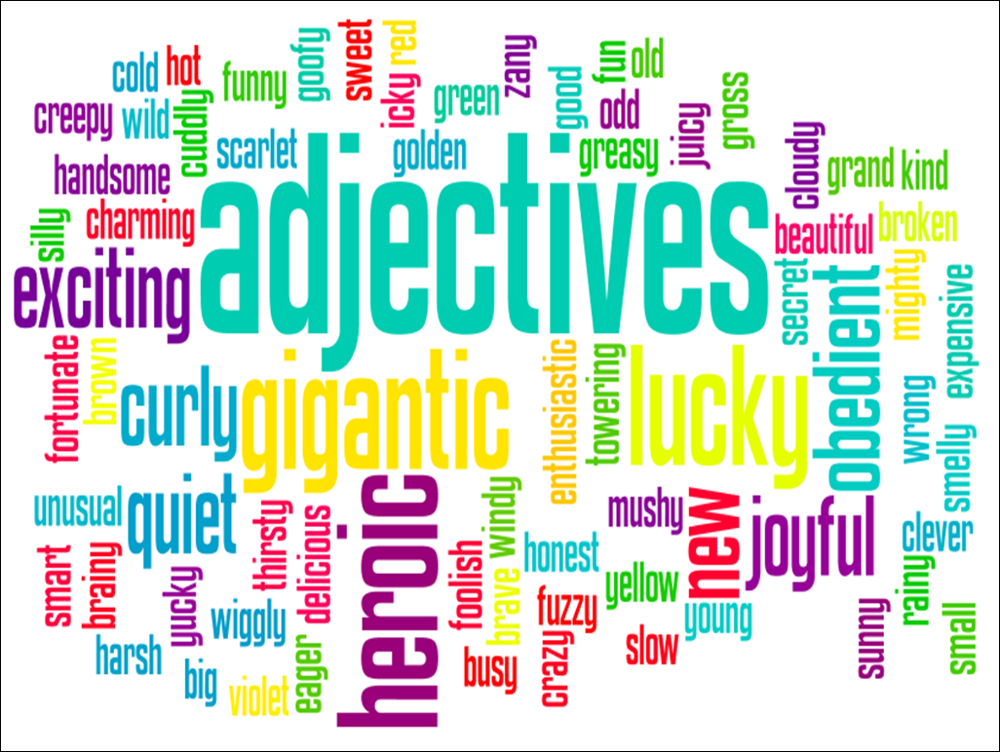 cold
hot
funny
goofy
sweet
icky
red
green
zany
good
fun
old
odd
juicy
gross
creepy
wild
cuddly
scarlet
golden
greasy
cloudy
grand
kind
handsome
silly
charming
adjectives
beautiful
broken
exciting
secret
obedient
mighty
expensive
fortunate
brown
curly
gigantic
enthusiastic
towering
lucky
wrong
smelly
unusual
quiet
thirsty
delicious
heroic
windy
mushy
new
joyful
clever
smart
brainy
yucky
wiggly
foolish
brave
honest
fuzzy
yellow
young
rainy
sunny
small
harsh
big
violet
eager
busy
crazy
slow